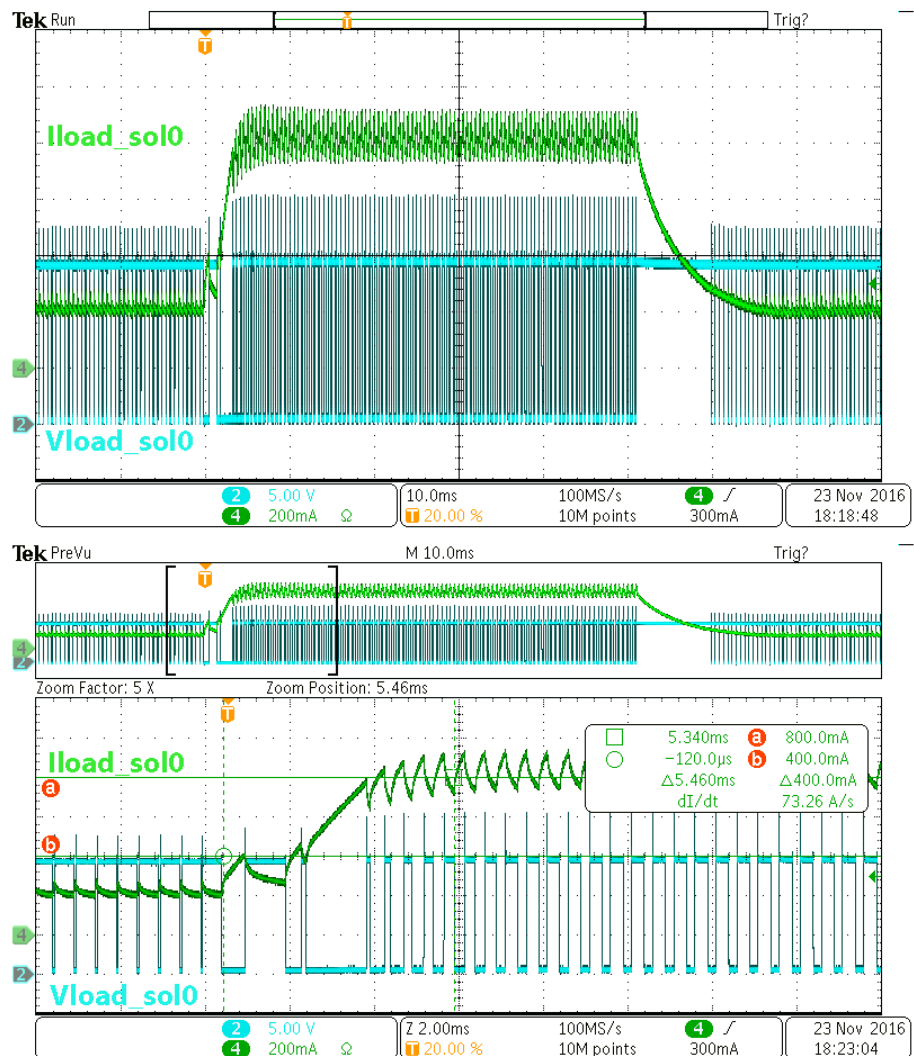 Tek Run Trig?
T
T
Iload_sol0
4
2
Vload_sol0
2 5.00 V 10.0ms 100MS/s 4 ʃ 23 Nov 2016
4 200mA Ω T 20.00 % 10M points 300mA 18:18:48
Tek PreVu M 10.0ms Trig?
T
4
2
Zoom Factor: 5 X Zoom Position: 5.46ms
T
Iload_sol0
5.340ms a 800.0mA
a −120.0μs b 400.0mA
Δ5.460ms Δ400.0mA
dI/dt 73.26 A/s
b
4
2
Vload_sol0
2 5.00 V Z 2.00ms 100MS/s 4 ʃ 23 Nov 2016
4 200mA Ω T 20.00 % 10M points 300mA 18:23:04